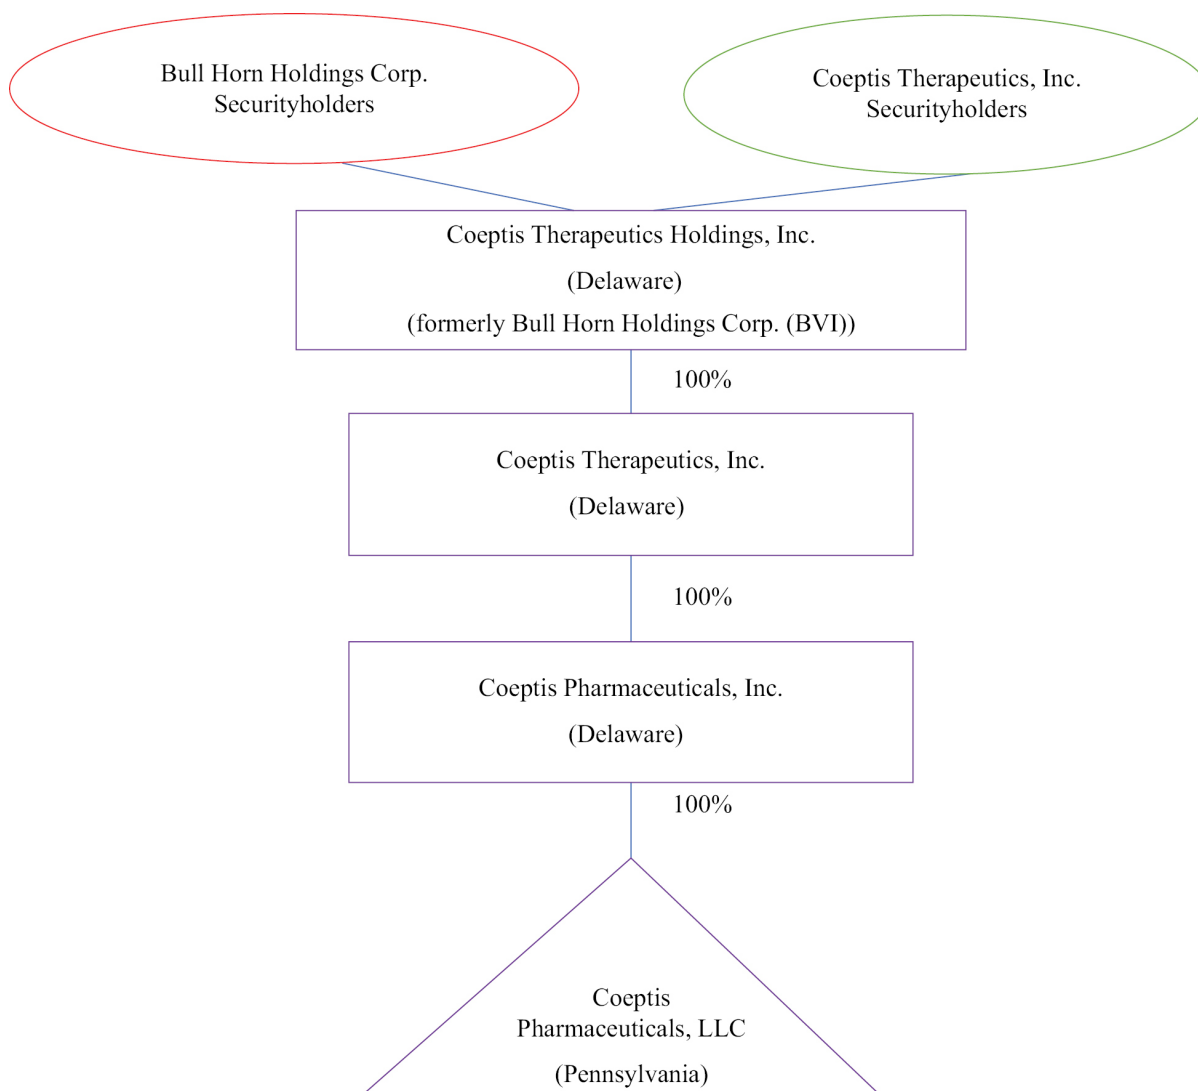 Bull Horn Holdings Corp.
Securityholders
Coeptis Therapeutics, Inc.
Securityholders
Coeptis Therapeutics Holdings, Inc.
(Delaware)
(formerly Bull Horn Holdings Corp. (BVI))
100%
Coeptis Therapeutics, Inc.
(Delaware)
100%
Coeptis Pharmaceuticals, Inc.
(Delaware)
100%
Coeptis
Pharmaceuticals, LLC
(Pennsylvania)